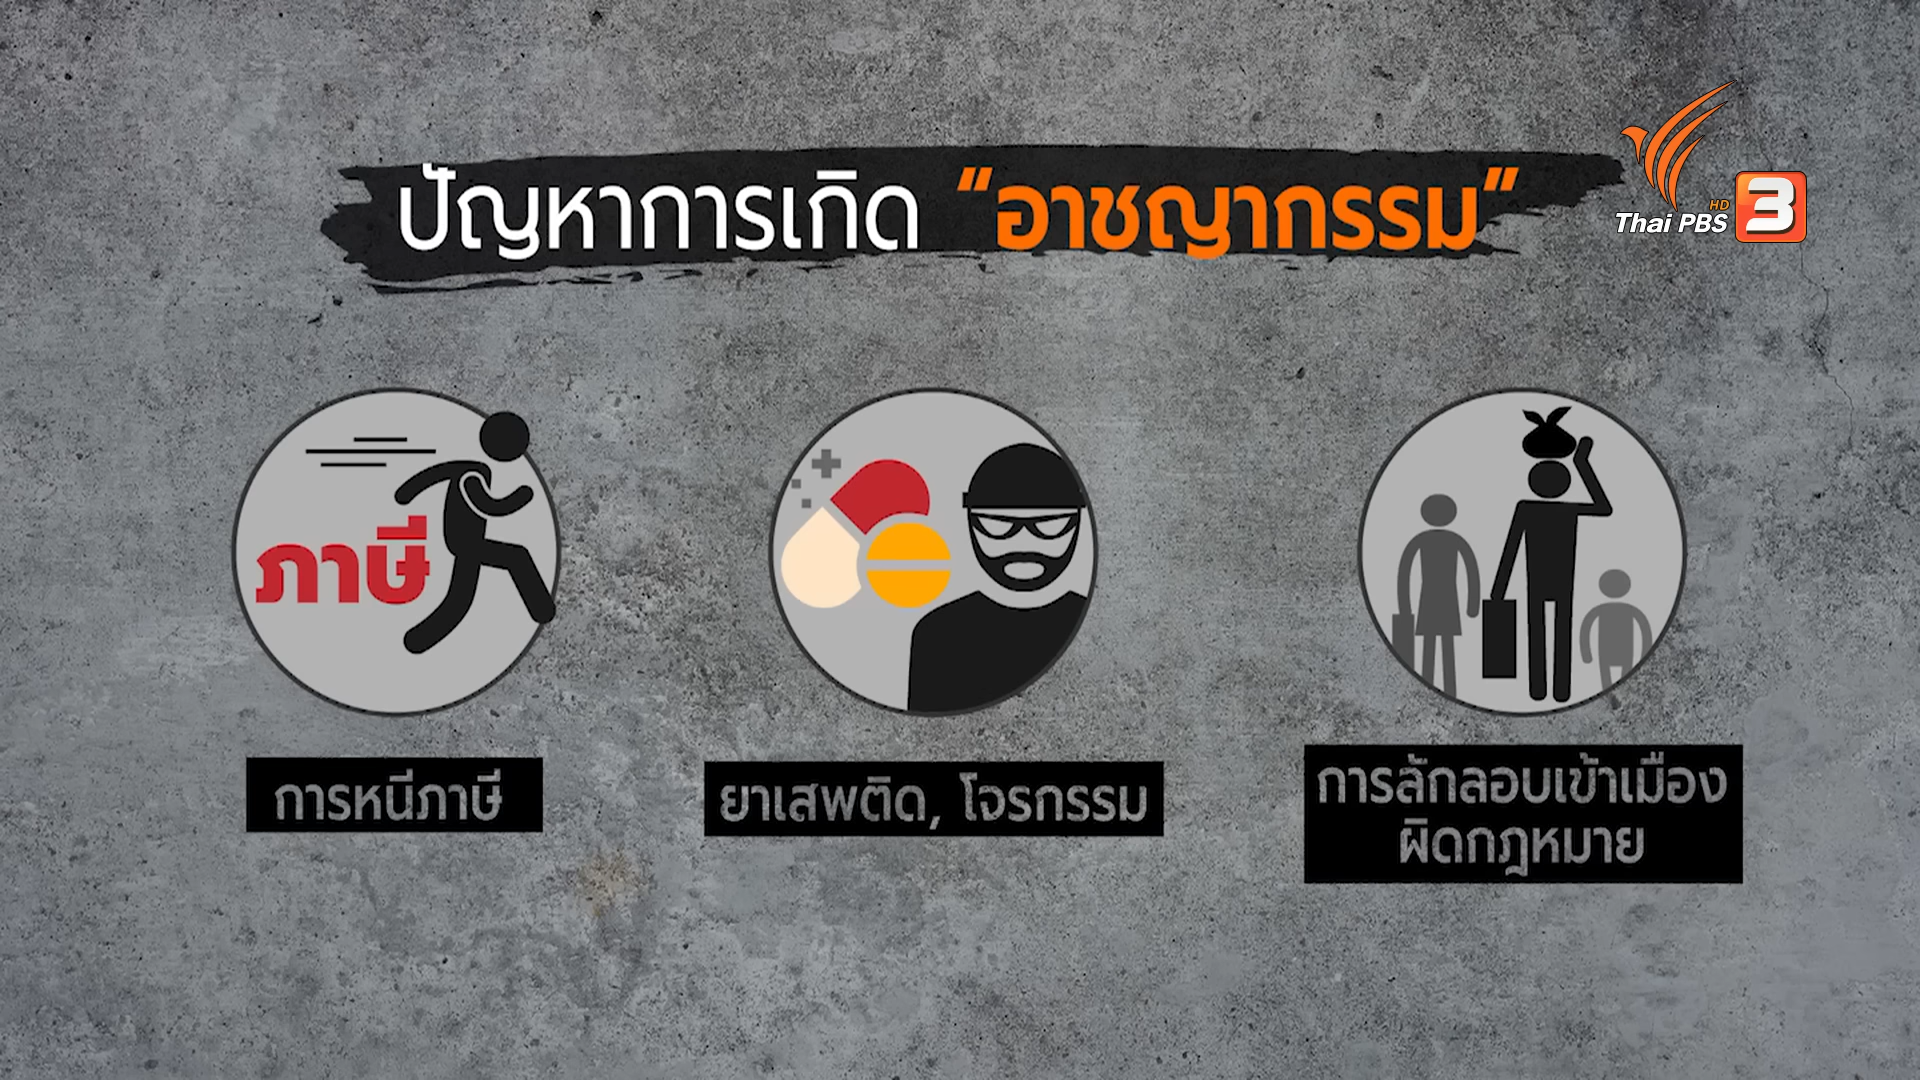 ปัญหาการเกิด “อาชญากรรม”
HD
Thai PBS 3
ภาษี
การหนีภาษี
ยาเสพติด, โจรกรรม
การลักลอบเข้าเมือง
ผิดกฎหมาย